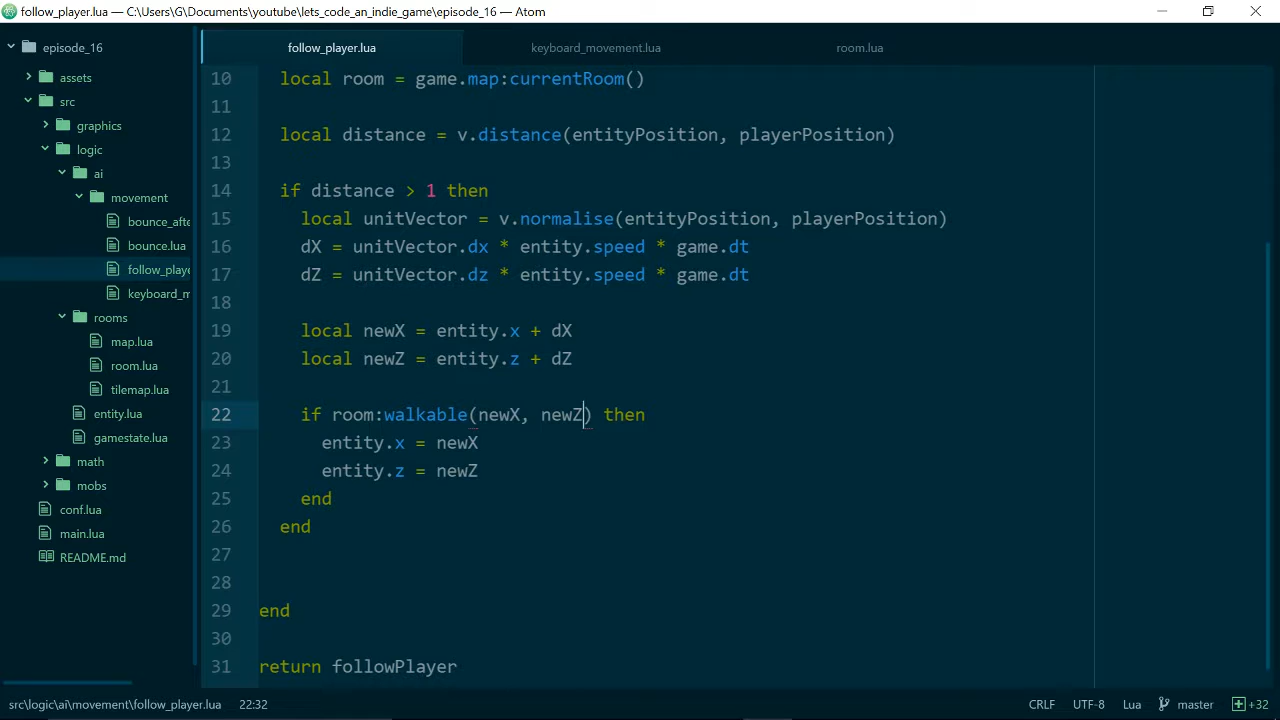 follow_player.lua — C:\Users\G\Documents\youtube\lets_code_an_indie_game\episode_16 — Atom
episode_16
assets
src
graphics
logic
ai
movement
bounce_afte
bounce.lua
follow_playe
keyboard_m
rooms
map.lua
room.lua
tilemap.lua
entity.lua
gamestate.lua
math
mobs
conf.lua
main.lua
README.md
follow_player.lua
keyboard_movement.lua
room.lua
10 local room = game.map:currentRoom()
11
12 local distance = v.distance(entityPosition, playerPosition)
13
14 if distance > 1 then
15 local unitVector = v.normalise(entityPosition, playerPosition)
16 dX = unitVector.dx * entity.speed * game.dt
17 dZ = unitVector.dz * entity.speed * game.dt
18
19 local newX = entity.x + dX
20 local newZ = entity.z + dZ
21
22 if room:walkable(newX, newZ) then
23 entity.x = newX
24 entity.z = newZ
25 end
26 end
27
28
29 end
30
31 return followPlayer
src\logic\ai\movement\follow_player.lua 22:32 CRLF UTF-8 Lua master +32